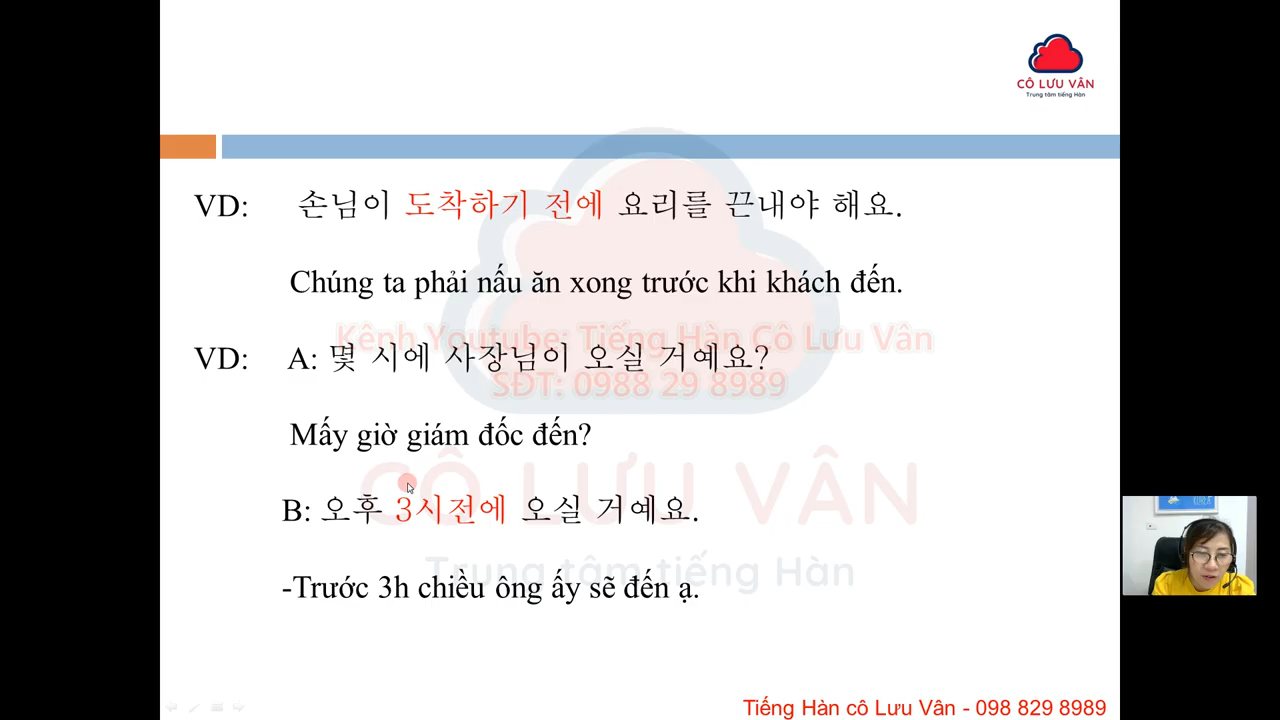 CÔ LƯU VÂN
Trung tâm tiếng Hàn
VD: 손님이 도착하기 전에 요리를 끈내야 해요.
Chúng ta phải nấu ăn xong trước khi khách đến.
Kênh Youtube: Tiếng Hàn Cô Lưu Vân
VD: A: 몇 시에 사장님이 오실 거예요?
SĐT: 0988 29 8989
Mấy giờ giám đốc đến?
CÔ LƯU VÂN
B: 오후 3시전에 오실 거예요.
Trung tâm tiếng Hàn
-Trước 3h chiều ông ấy sẽ đến ạ.
Tiếng Hàn cô Lưu Vân - 098 829 8989